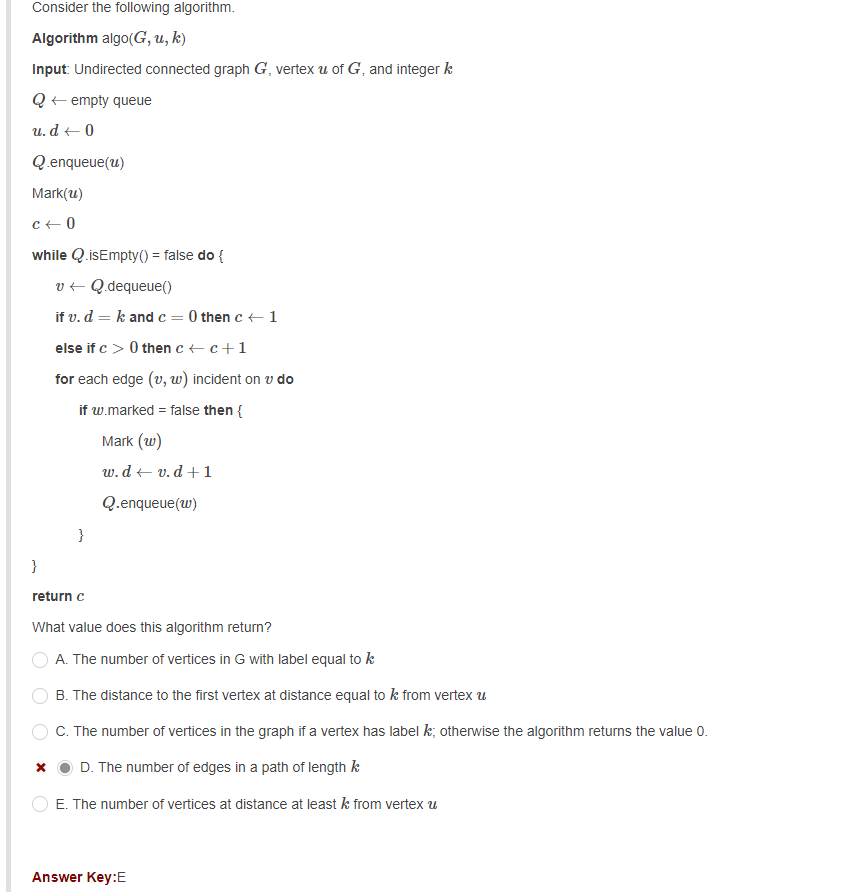 Consider the following algorithm.
Algorithm algo(G, u, k)
Input: Undirected connected graph G, vertex u of G, and integer k
Q ← empty queue
u. d ← 0
Q.enqueue(u)
Mark(u)
c ← 0
while Q.isEmpty() = false do {
v ← Q.dequeue()
if v. d = k and c = 0 then c ← 1
else if c > 0 then c ← c + 1
for each edge (v, w) incident on v do
if w.marked = false then {
Mark (w)
w. d ← v. d + 1
Q.enqueue(w)
}
}
return c
What value does this algorithm return?
A. The number of vertices in G with label equal to k
B. The distance to the first vertex at distance equal to k from vertex u
C. The number of vertices in the graph if a vertex has label k; otherwise the algorithm returns the value 0.
D. The number of edges in a path of length k
E. The number of vertices at distance at least k from vertex u
Answer Key:E